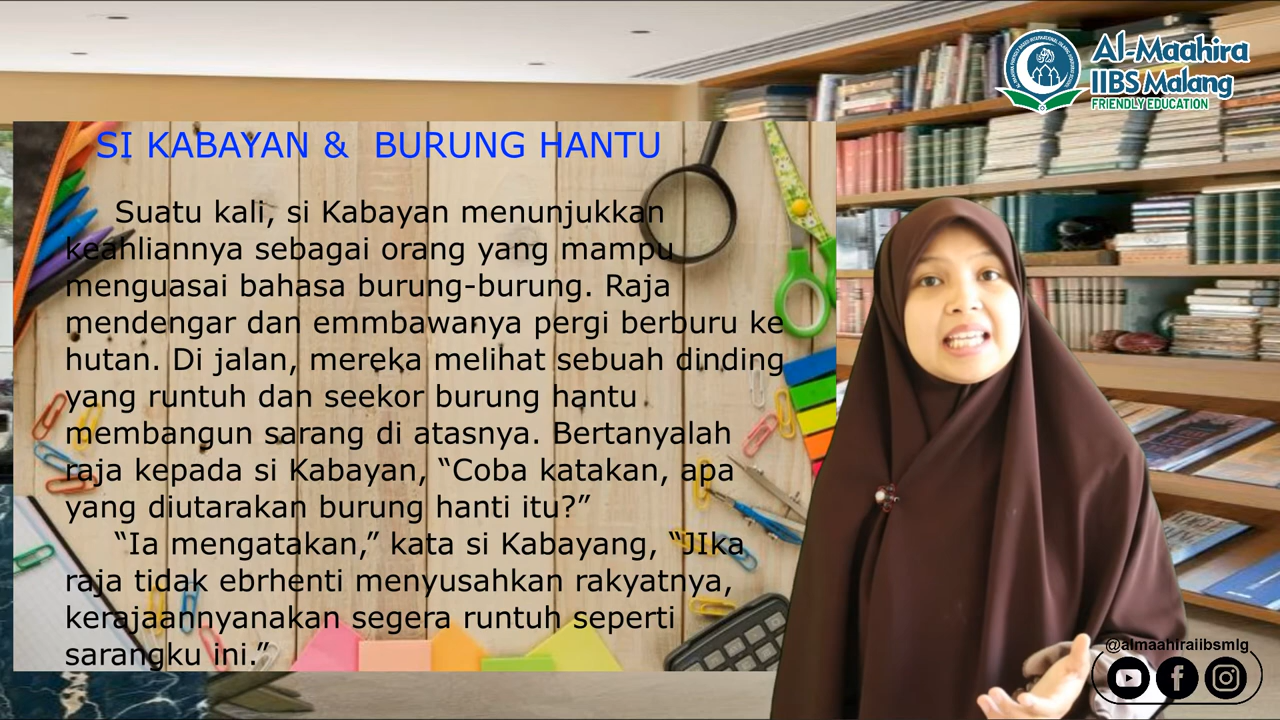 Al-Maahira
IIBS Malang
FRIENDLY EDUCATION
SI KABAYAN & BURUNG HANTU
Suatu kali, si Kabayan menunjukkan
keahliannya sebagai orang yang mampu
menguasai bahasa burung-burung. Raja
mendengar dan emmbawanya pergi berburu ke
hutan. Di jalan, mereka melihat sebuah dinding
yang runtuh dan seekor burung hantu
membangun sarang di atasnya. Bertanyalah
raja kepada si Kabayan, “Coba katakan, apa
yang diutarakan burung hanti itu?”
“Ia mengatakan,” kata si Kabayang, “JIka
raja tidak ebrhenti menyusahkan rakyatnya,
kerajaannyanakan segera runtuh seperti
sarangku ini.”
@almaahiraiibsmlg